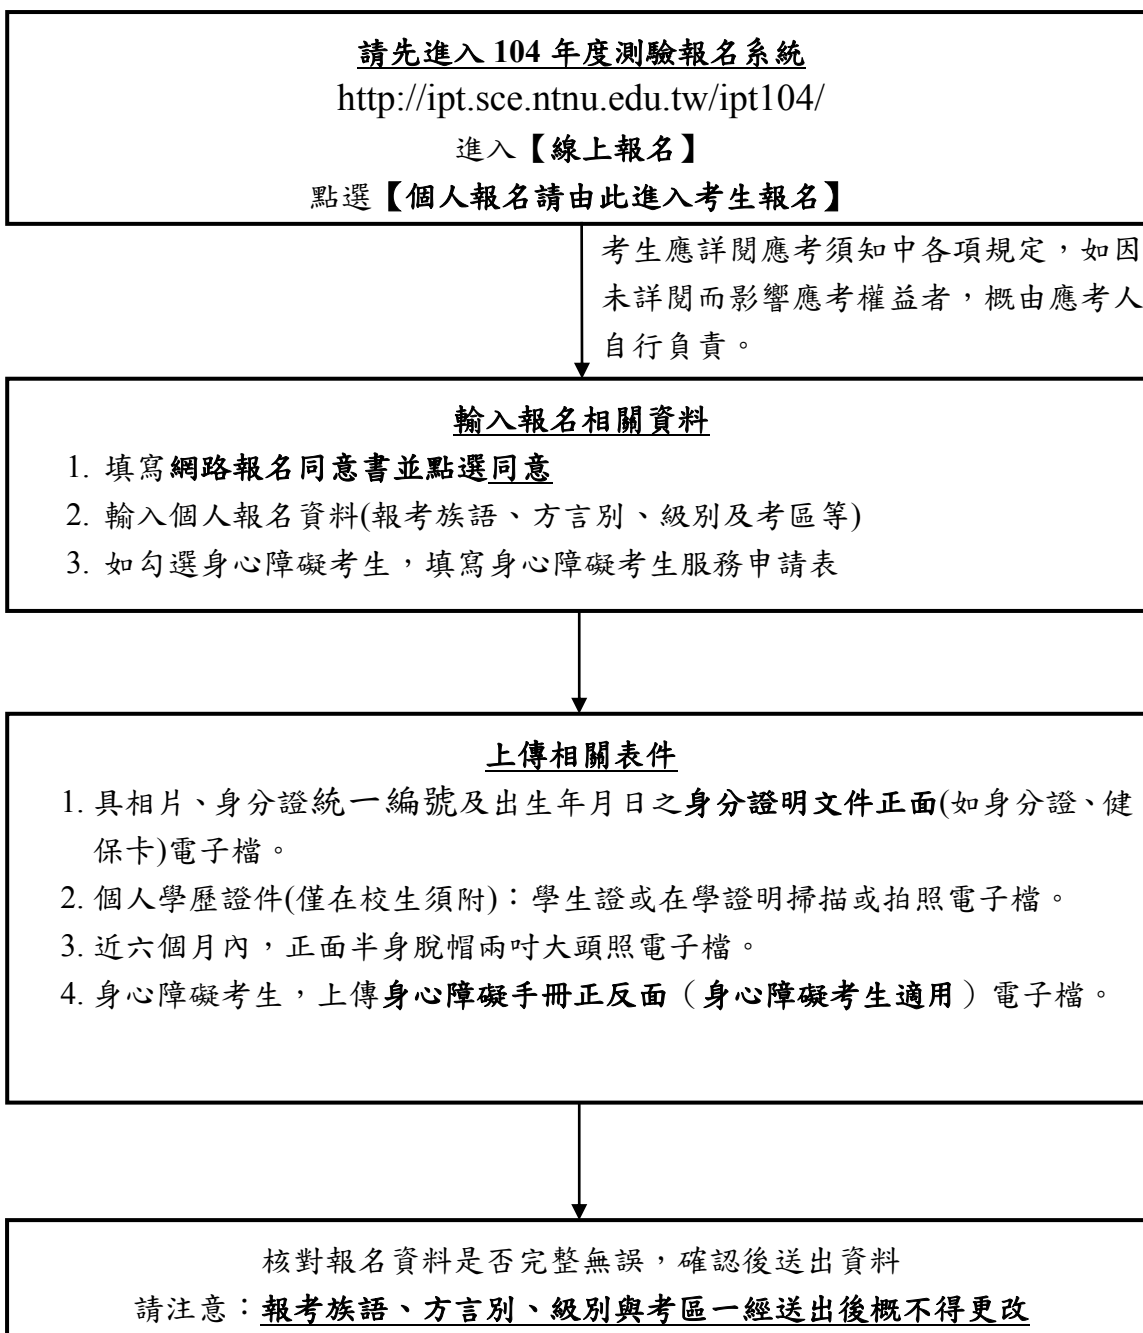 請先進入 104 年度測驗報名系統
http://ipt.sce.ntnu.edu.tw/ipt104/
進入【線上報名】
點選【個人報名請由此進入考生報名】
考生應詳閱應考須知中各項規定，如因
未詳閱而影響應考權益者，概由應考人
自行負責。
輸入報名相關資料
1. 填寫網路報名同意書並點選同意
2. 輸入個人報名資料(報考族語、方言別、級別及考區等)
3. 如勾選身心障礙考生，填寫身心障礙考生服務申請表
上傳相關表件
1. 具相片、身分證統一編號及出生年月日之身分證明文件正面(如身分證、健
保卡)電子檔。
2. 個人學歷證件(僅在校生須附)：學生證或在學證明掃描或拍照電子檔。
3. 近六個月內，正面半身脫帽兩吋大頭照電子檔。
4. 身心障礙考生，上傳身心障礙手冊正反面（身心障礙考生適用）電子檔。
核對報名資料是否完整無誤，確認後送出資料
請注意：報考族語、方言別、級別與考區一經送出後概不得更改